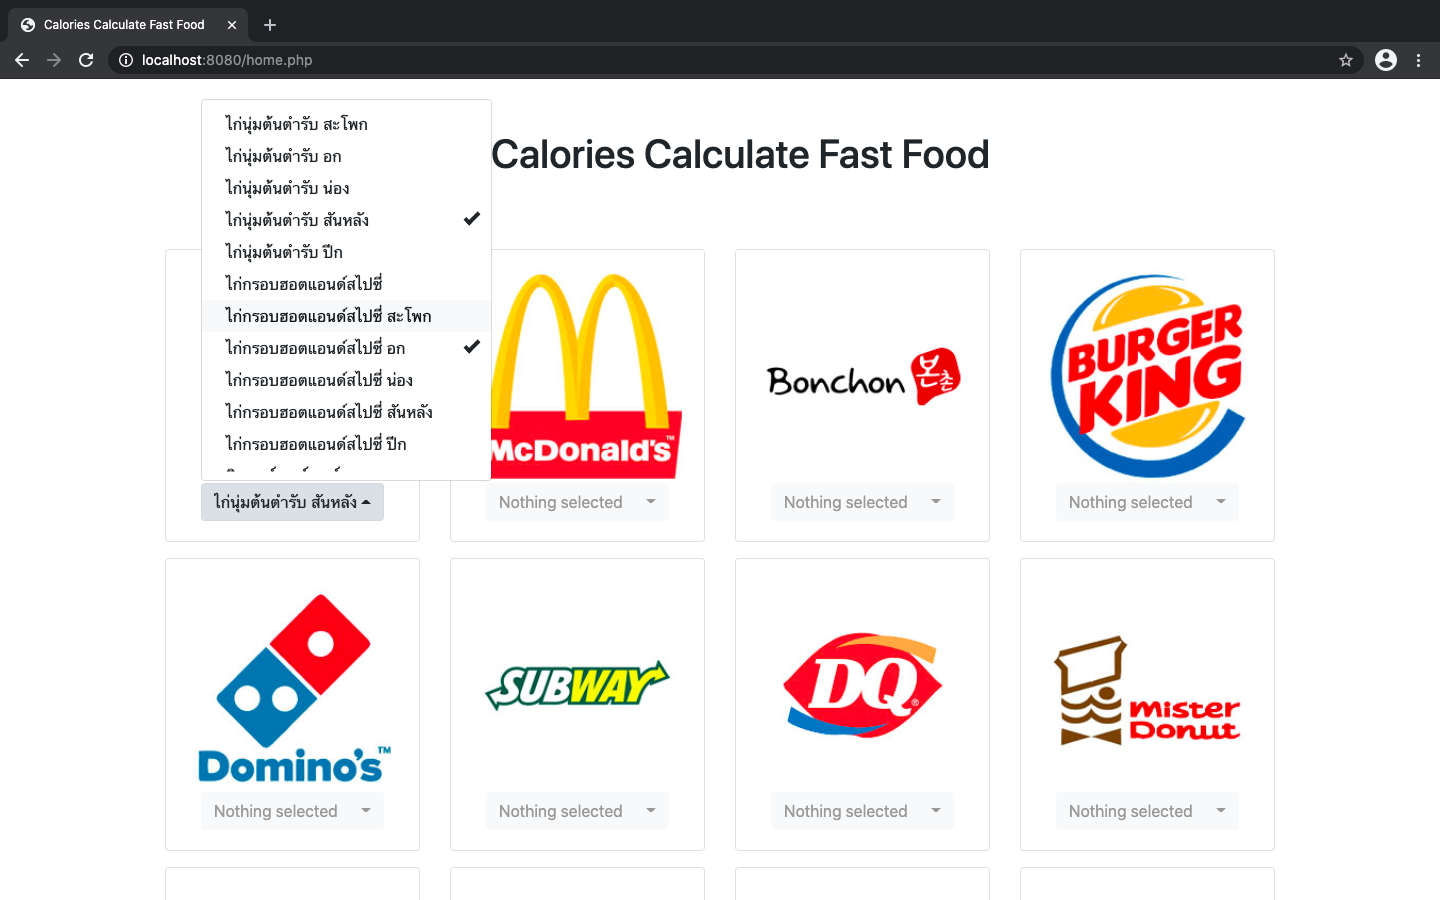 Calories Calculate Fast Food
localhost:8080/home.php
Calories Calculate Fast Food
ไก่นุ่มต้นตำรับ สะโพก
ไก่นุ่มต้นตำรับ อก
ไก่นุ่มต้นตำรับ น่อง
ไก่นุ่มต้นตำรับ สันหลัง
ไก่นุ่มต้นตำรับ ปีก
ไก่กรอบฮอตแอนด์สไปซี่
ไก่กรอบฮอตแอนด์สไปซี่ สะโพก
ไก่กรอบฮอตแอนด์สไปซี่ อก
ไก่กรอบฮอตแอนด์สไปซี่ น่อง
ไก่กรอบฮอตแอนด์สไปซี่ สันหลัง
ไก่กรอบฮอตแอนด์สไปซี่ ปีก
ไก่นุ่มต้นตำรับ สันหลัง
McDonald's™
Nothing selected
Bonchon 본촌
Nothing selected
BURGER
KING
Nothing selected
Domino's™
Nothing selected
SUBWAY
Nothing selected
DQ®
Nothing selected
mister
Donut
Nothing selected